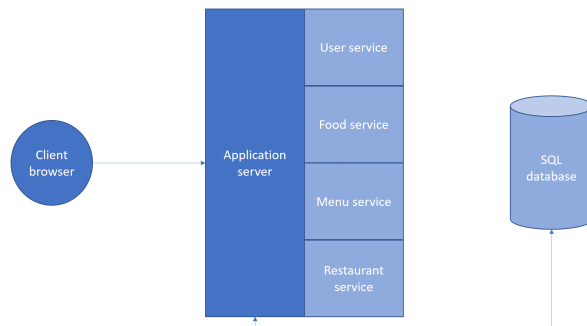 User service
Food service
Client
browser
Application
server
SQL
database
Menu service
Restaurant
service